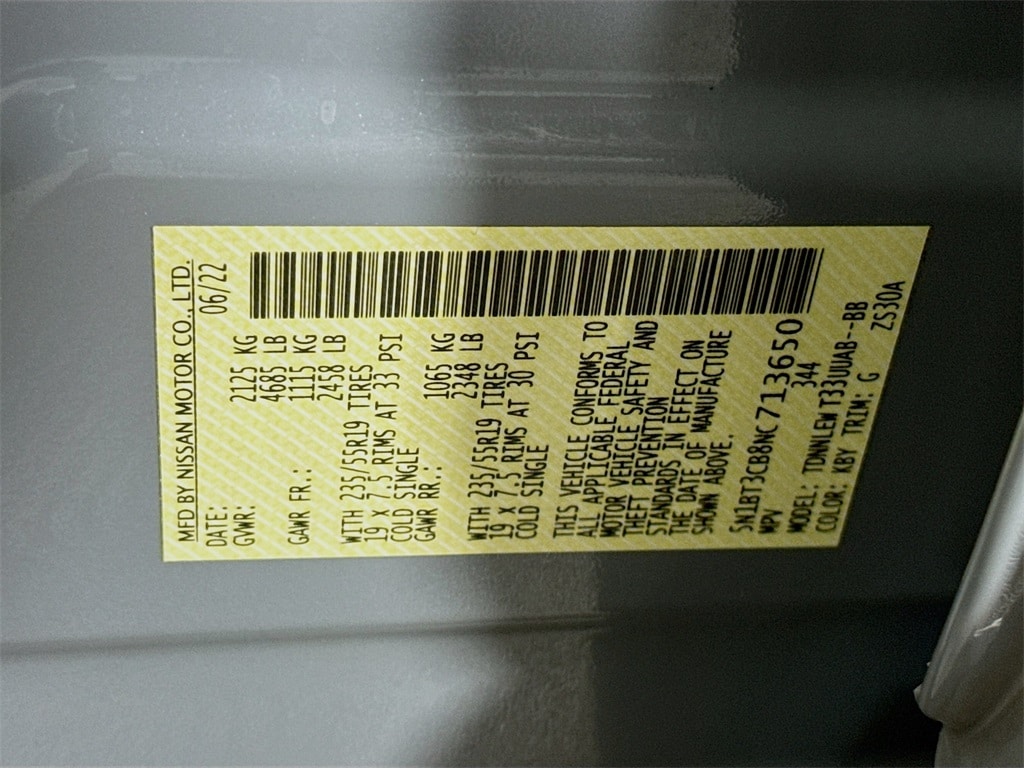 MFD BY NISSAN MOTOR CO., LTD.
DATE: 06/22
GVWR: 2125 KG
4685 LB
GAWR FR.: 1115 KG
2458 LB
WITH 235/55R19 TIRES
19 X 7.5 RIMS AT 33 PSI
COLD SINGLE
GAWR RR.: 1065 KG
2348 LB
WITH 235/55R19 TIRES
19 X 7.5 RIMS AT 30 PSI
COLD SINGLE
THIS VEHICLE CONFORMS TO
ALL APPLICABLE FEDERAL
MOTOR VEHICLE SAFETY AND
THEFT PREVENTION
STANDARDS IN EFFECT ON
THE DATE OF MANUFACTURE
SHOWN ABOVE.
5N1BT3CB8NC713650
MPV 344
MODEL: TDNNLEW T33UUAB--BB
COLOR: KBY TRIM: G ZS30A